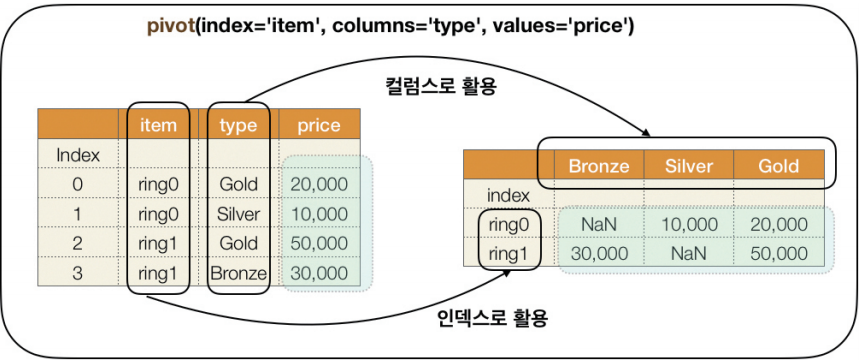 pivot(index='item', columns='type', values='price')
컬럼스로 활용
item type price
Index
0 ring0 Gold 20,000
1 ring0 Silver 10,000
2 ring1 Gold 50,000
3 ring1 Bronze 30,000
Bronze Silver Gold
index
ring0 NaN 10,000 20,000
ring1 30,000 NaN 50,000
인덱스로 활용